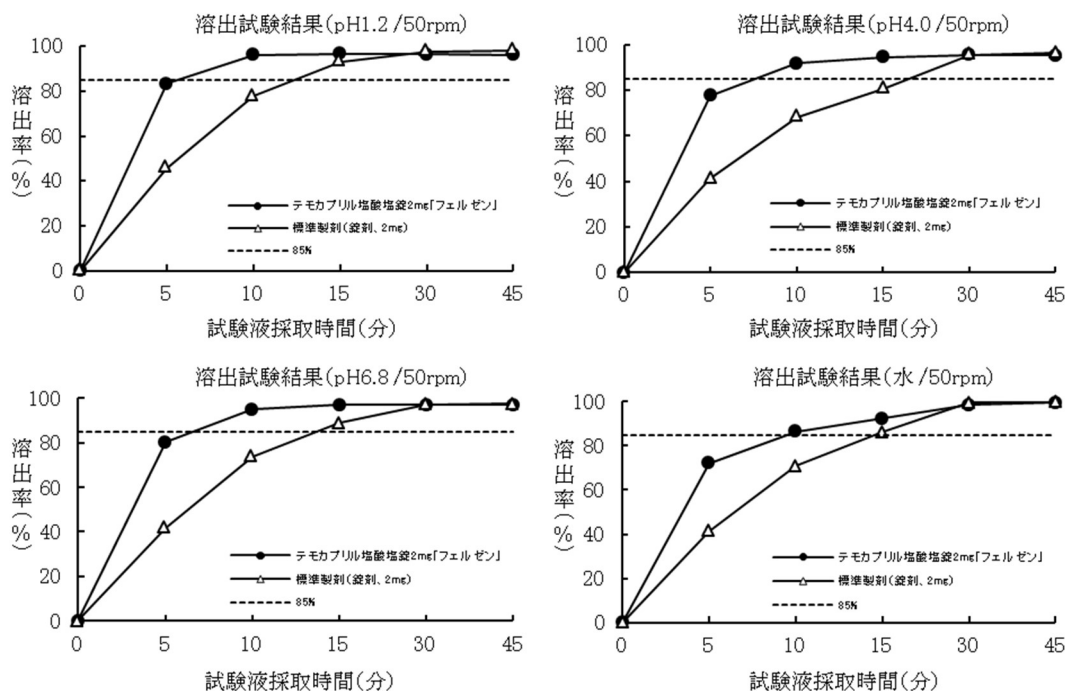 溶出試験結果(pH1.2/50rpm)
溶出率(%)
100
80
60
40
20
0
テモカプリル塩酸塩錠2mg「フェルゼン」
標準製剤(錠剤、2mg)
85%
0 5 10 15 30 45
試験液採取時間(分)
溶出試験結果(pH4.0/50rpm)
溶出率(%)
100
80
60
40
20
0
テモカプリル塩酸塩錠2mg「フェルゼン」
標準製剤(錠剤、2mg)
85%
0 5 10 15 30 45
試験液採取時間(分)
溶出試験結果(pH6.8/50rpm)
溶出率(%)
100
80
60
40
20
0
テモカプリル塩酸塩錠2mg「フェルゼン」
標準製剤(錠剤、2mg)
85%
0 5 10 15 30 45
試験液採取時間(分)
溶出試験結果(水/50rpm)
溶出率(%)
100
80
60
40
20
0
テモカプリル塩酸塩錠2mg「フェルゼン」
標準製剤(錠剤、2mg)
85%
0 5 10 15 30 45
試験液採取時間(分)